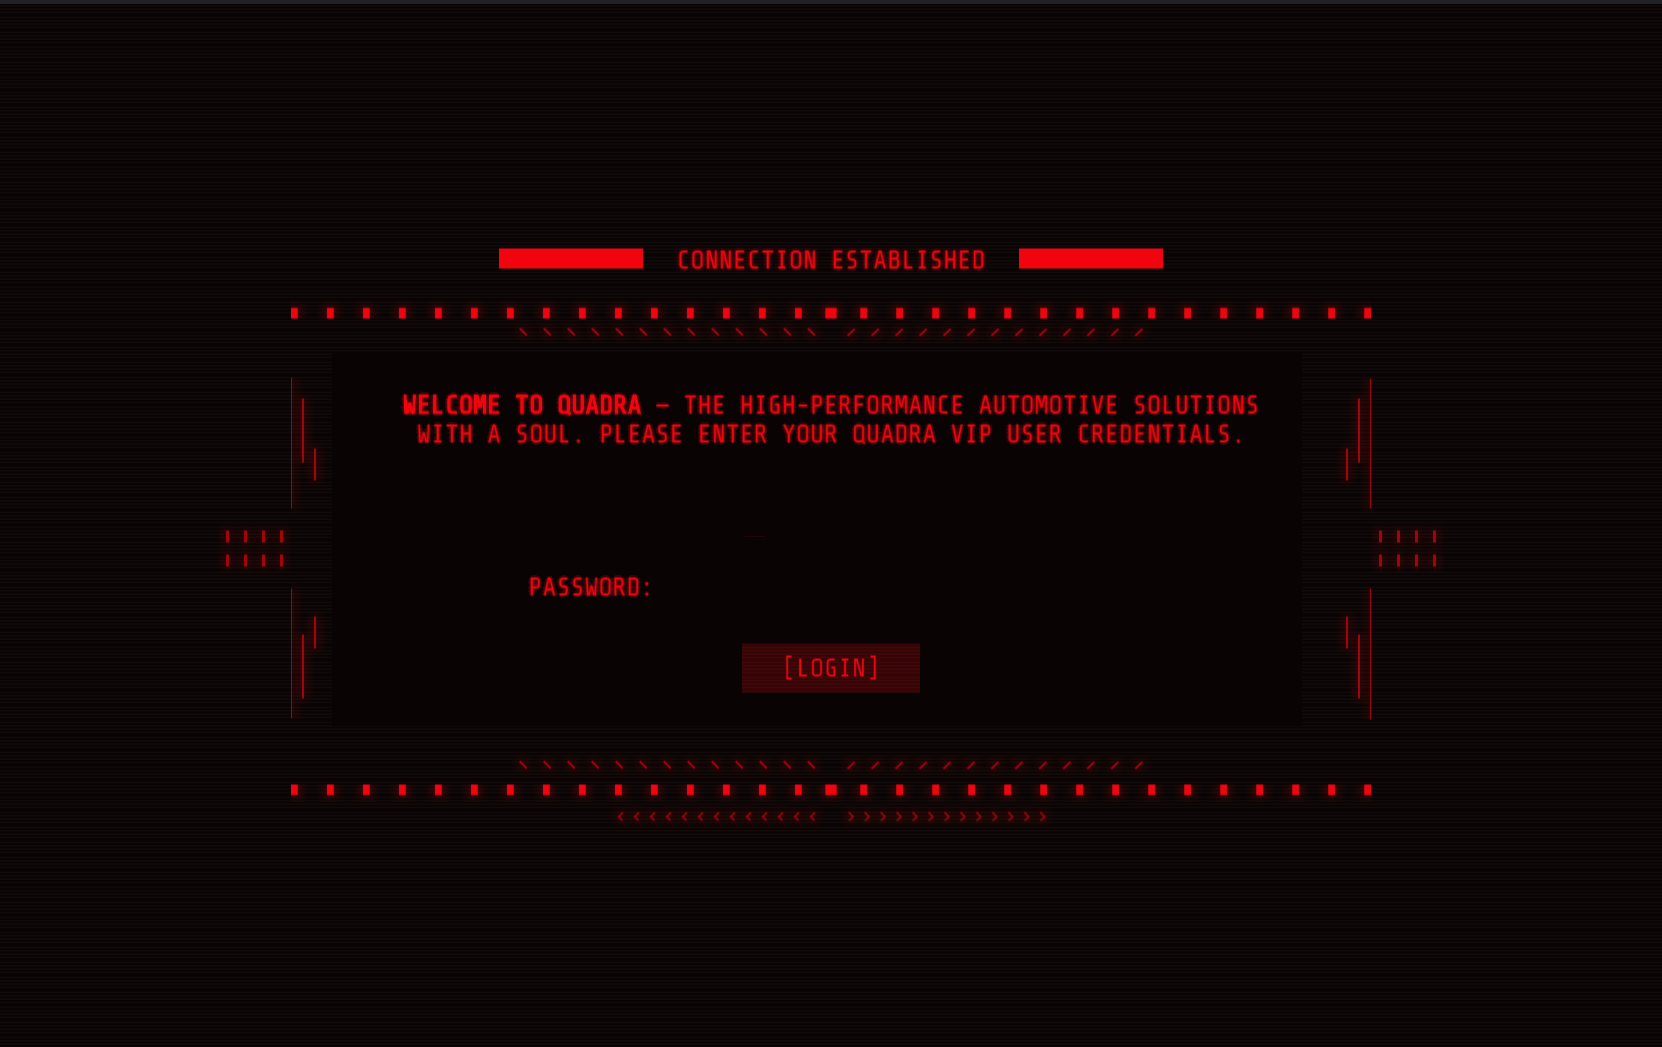 CONNECTION ESTABLISHED
WELCOME TO QUADRA – THE HIGH-PERFORMANCE AUTOMOTIVE SOLUTIONS
WITH A SOUL. PLEASE ENTER YOUR QUADRA VIP USER CREDENTIALS.
PASSWORD:
[LOGIN]